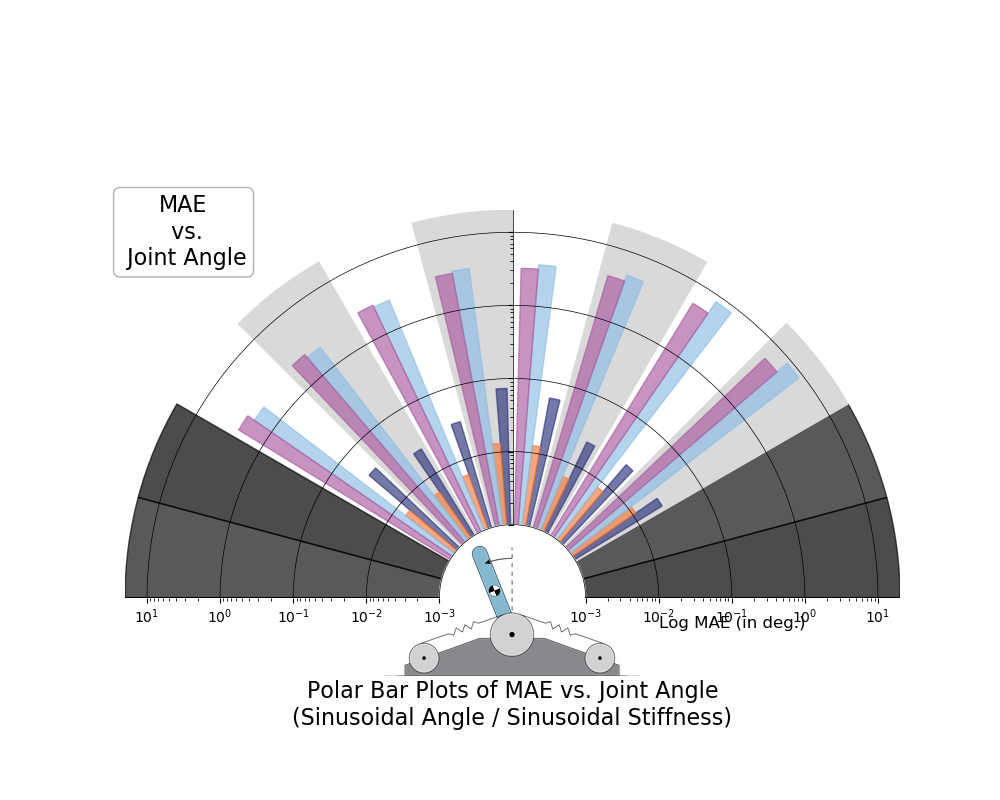 MAE
vs.
Joint Angle
10¹ 10⁰ 10⁻¹ 10⁻² 10⁻³ 10⁻³ 10⁻² 10⁻¹ 10⁰ 10¹
Log MAE (in deg.)
Polar Bar Plots of MAE vs. Joint Angle
(Sinusoidal Angle / Sinusoidal Stiffness)